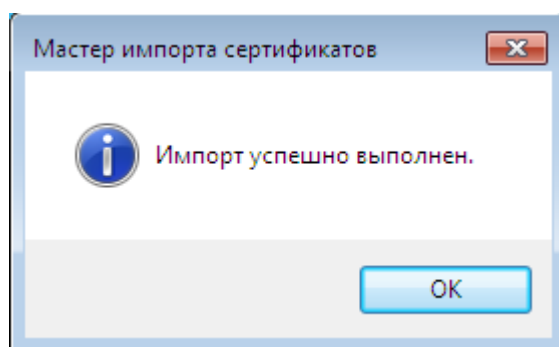 Мастер импорта сертификатов
Импорт успешно выполнен.
OK